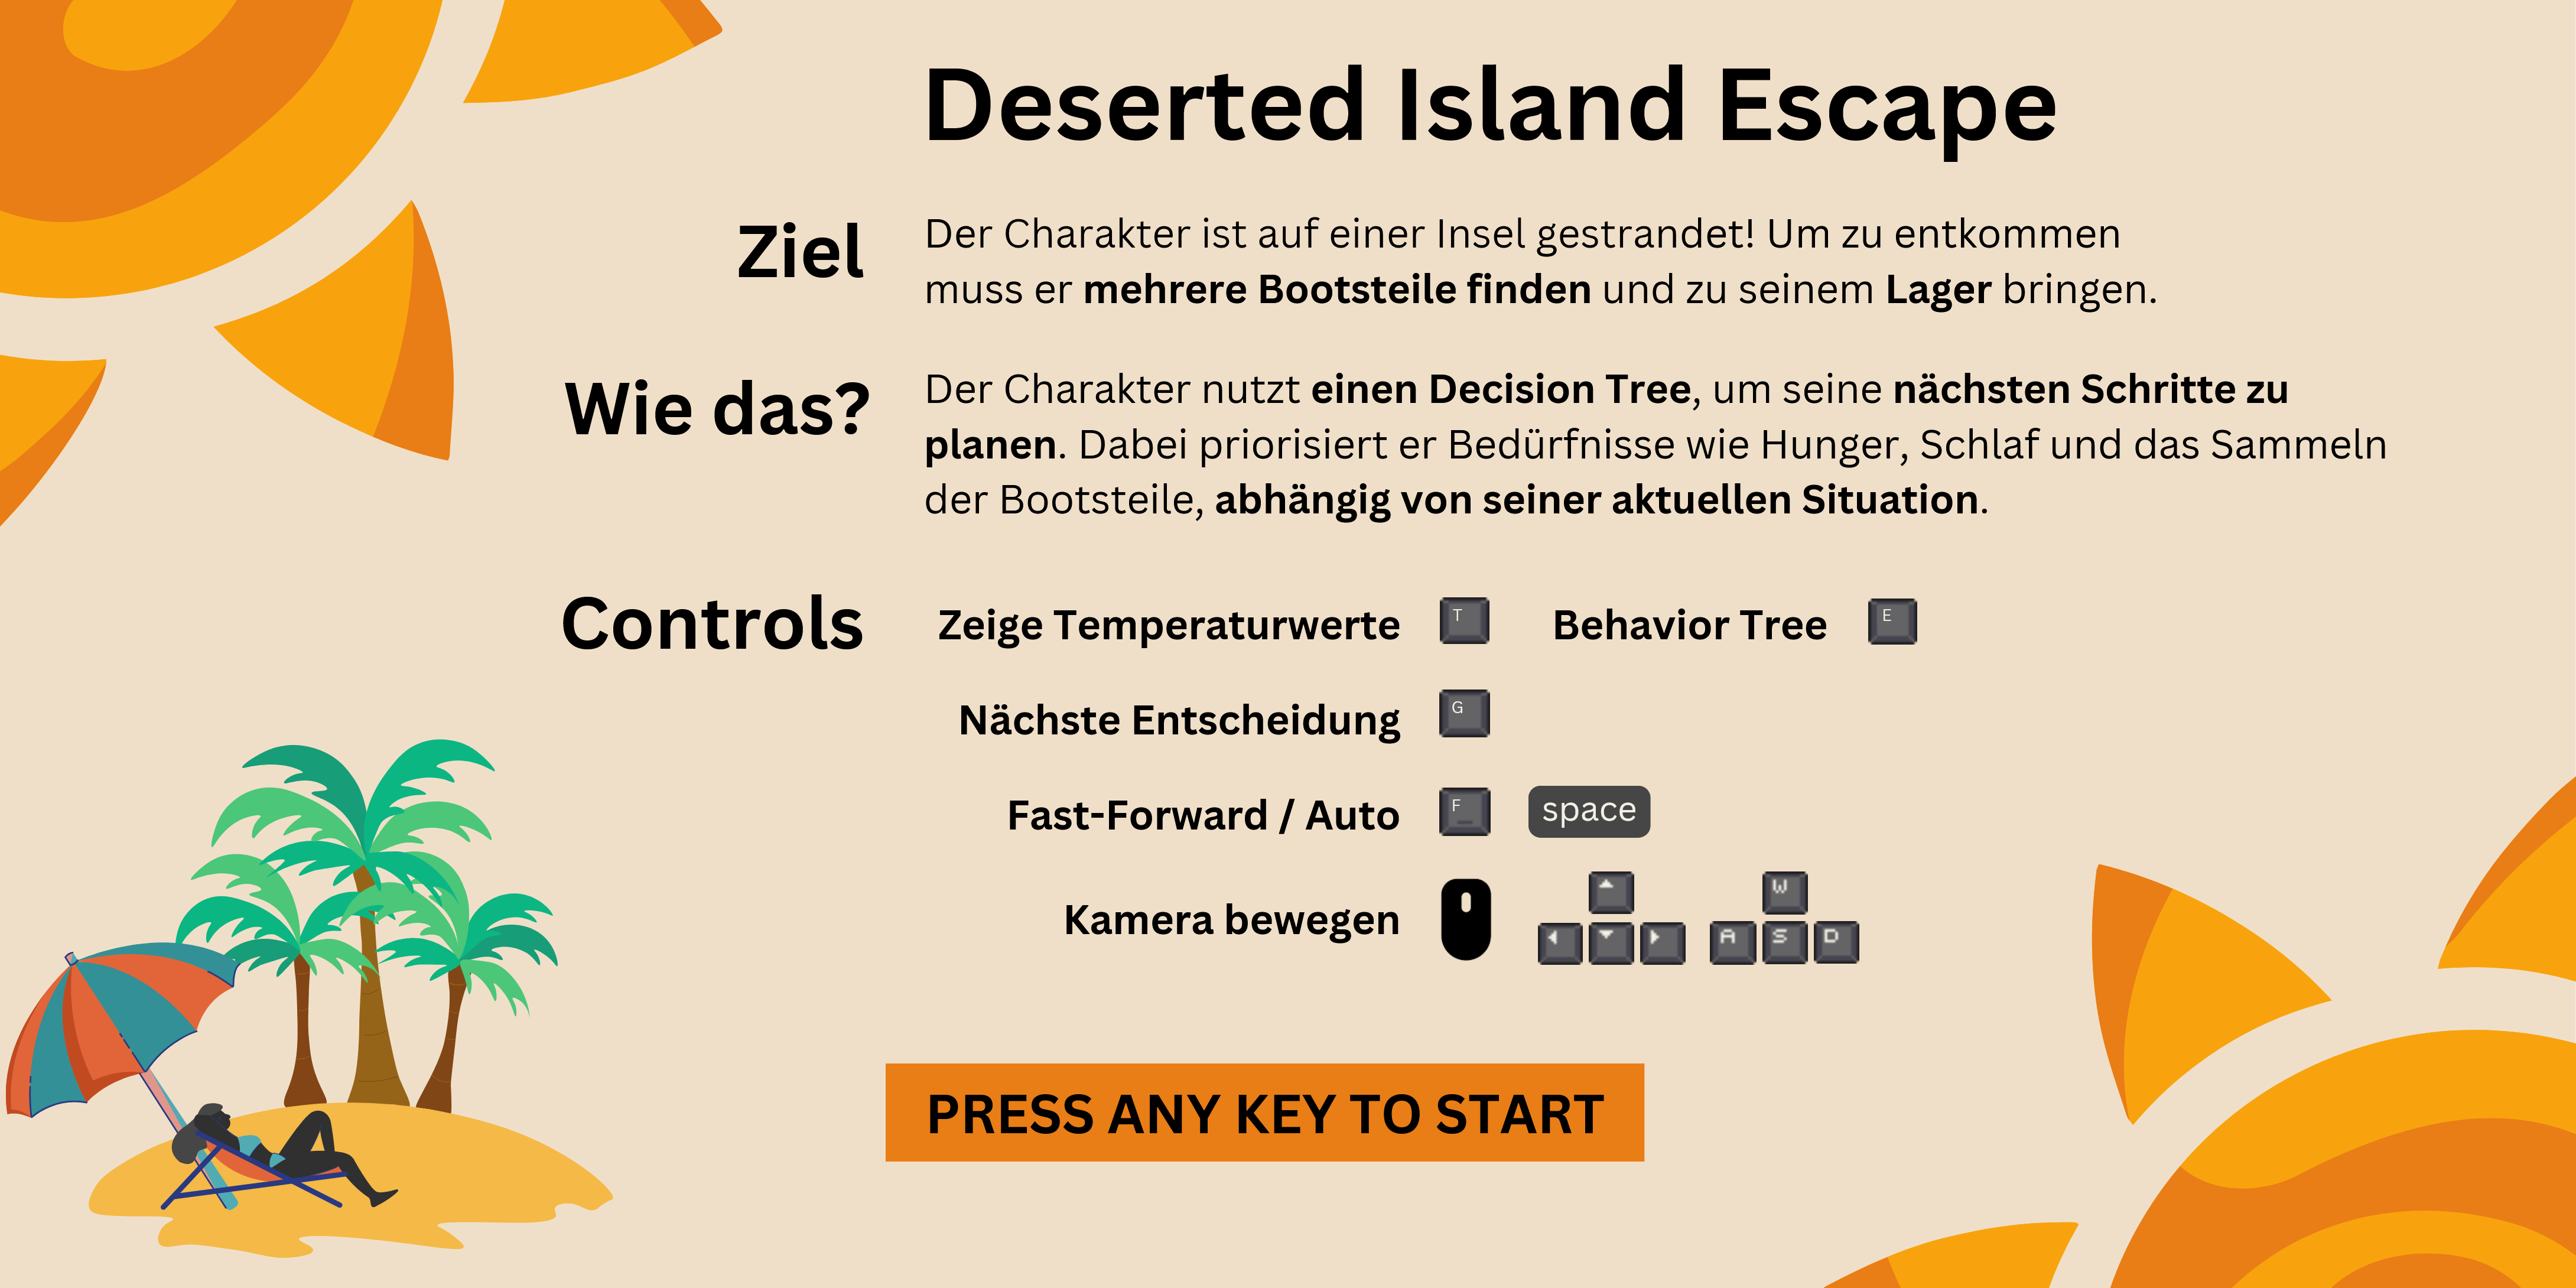 Deserted Island Escape
Ziel
Der Charakter ist auf einer Insel gestrandet! Um zu entkommen
muss er mehrere Bootsteile finden und zu seinem Lager bringen.
Wie das?
Der Charakter nutzt einen Decision Tree, um seine nächsten Schritte zu
planen. Dabei priorisiert er Bedürfnisse wie Hunger, Schlaf und das Sammeln
der Bootsteile, abhängig von seiner aktuellen Situation.
Controls
Zeige Temperaturwerte T Behavior Tree E
Nächste Entscheidung G
Fast-Forward / Auto F space
Kamera bewegen
W
A S D
PRESS ANY KEY TO START